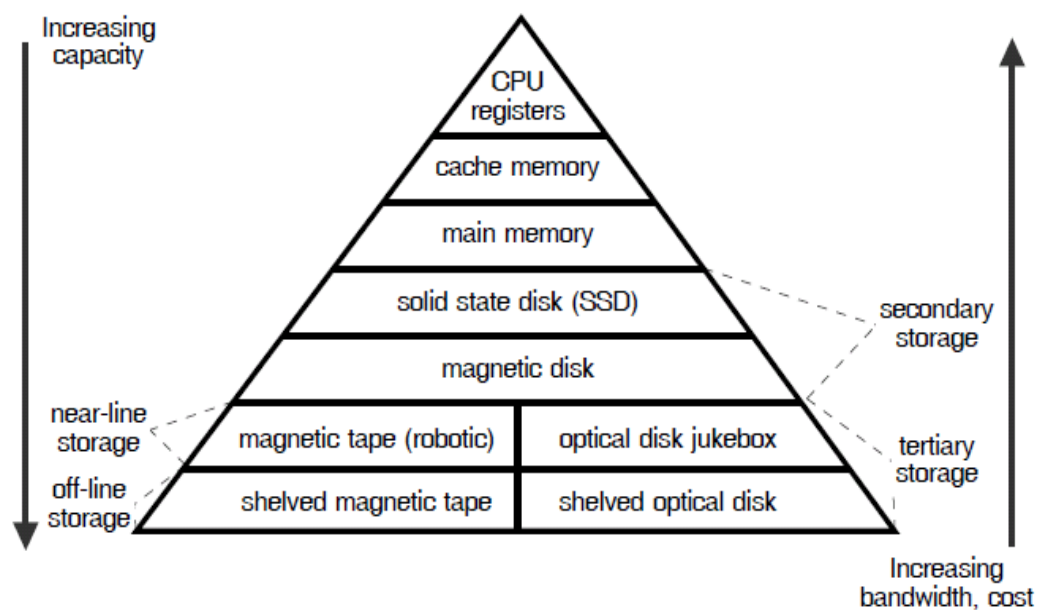 Increasing
capacity
CPU
registers
cache memory
main memory
solid state disk (SSD)
secondary
storage
magnetic disk
near-line
storage
magnetic tape (robotic)
optical disk jukebox
tertiary
storage
off-line
storage
shelved magnetic tape
shelved optical disk
Increasing
bandwidth, cost